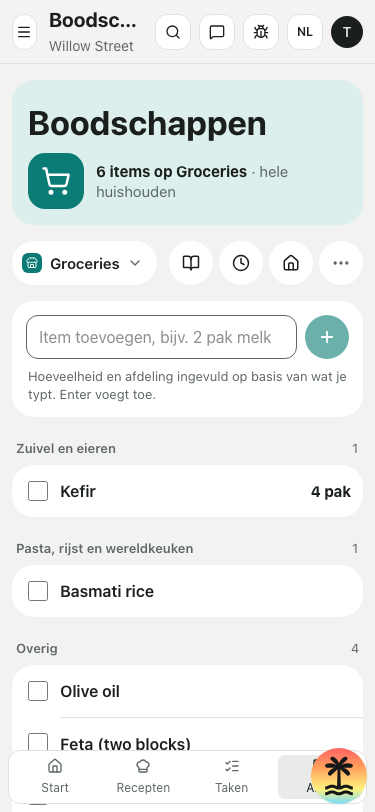 Boodsc...
Willow Street
NL
T
Boodschappen
6 items op Groceries · hele
huishouden
Groceries
Item toevoegen, bijv. 2 pak melk
Hoeveelheid en afdeling ingevuld op basis van wat je
typt. Enter voegt toe.
Zuivel en eieren 1
Kefir 4 pak
Pasta, rijst en wereldkeuken 1
Basmati rice
Overig 4
Olive oil
Feta (two blocks)
Start Recepten Taken